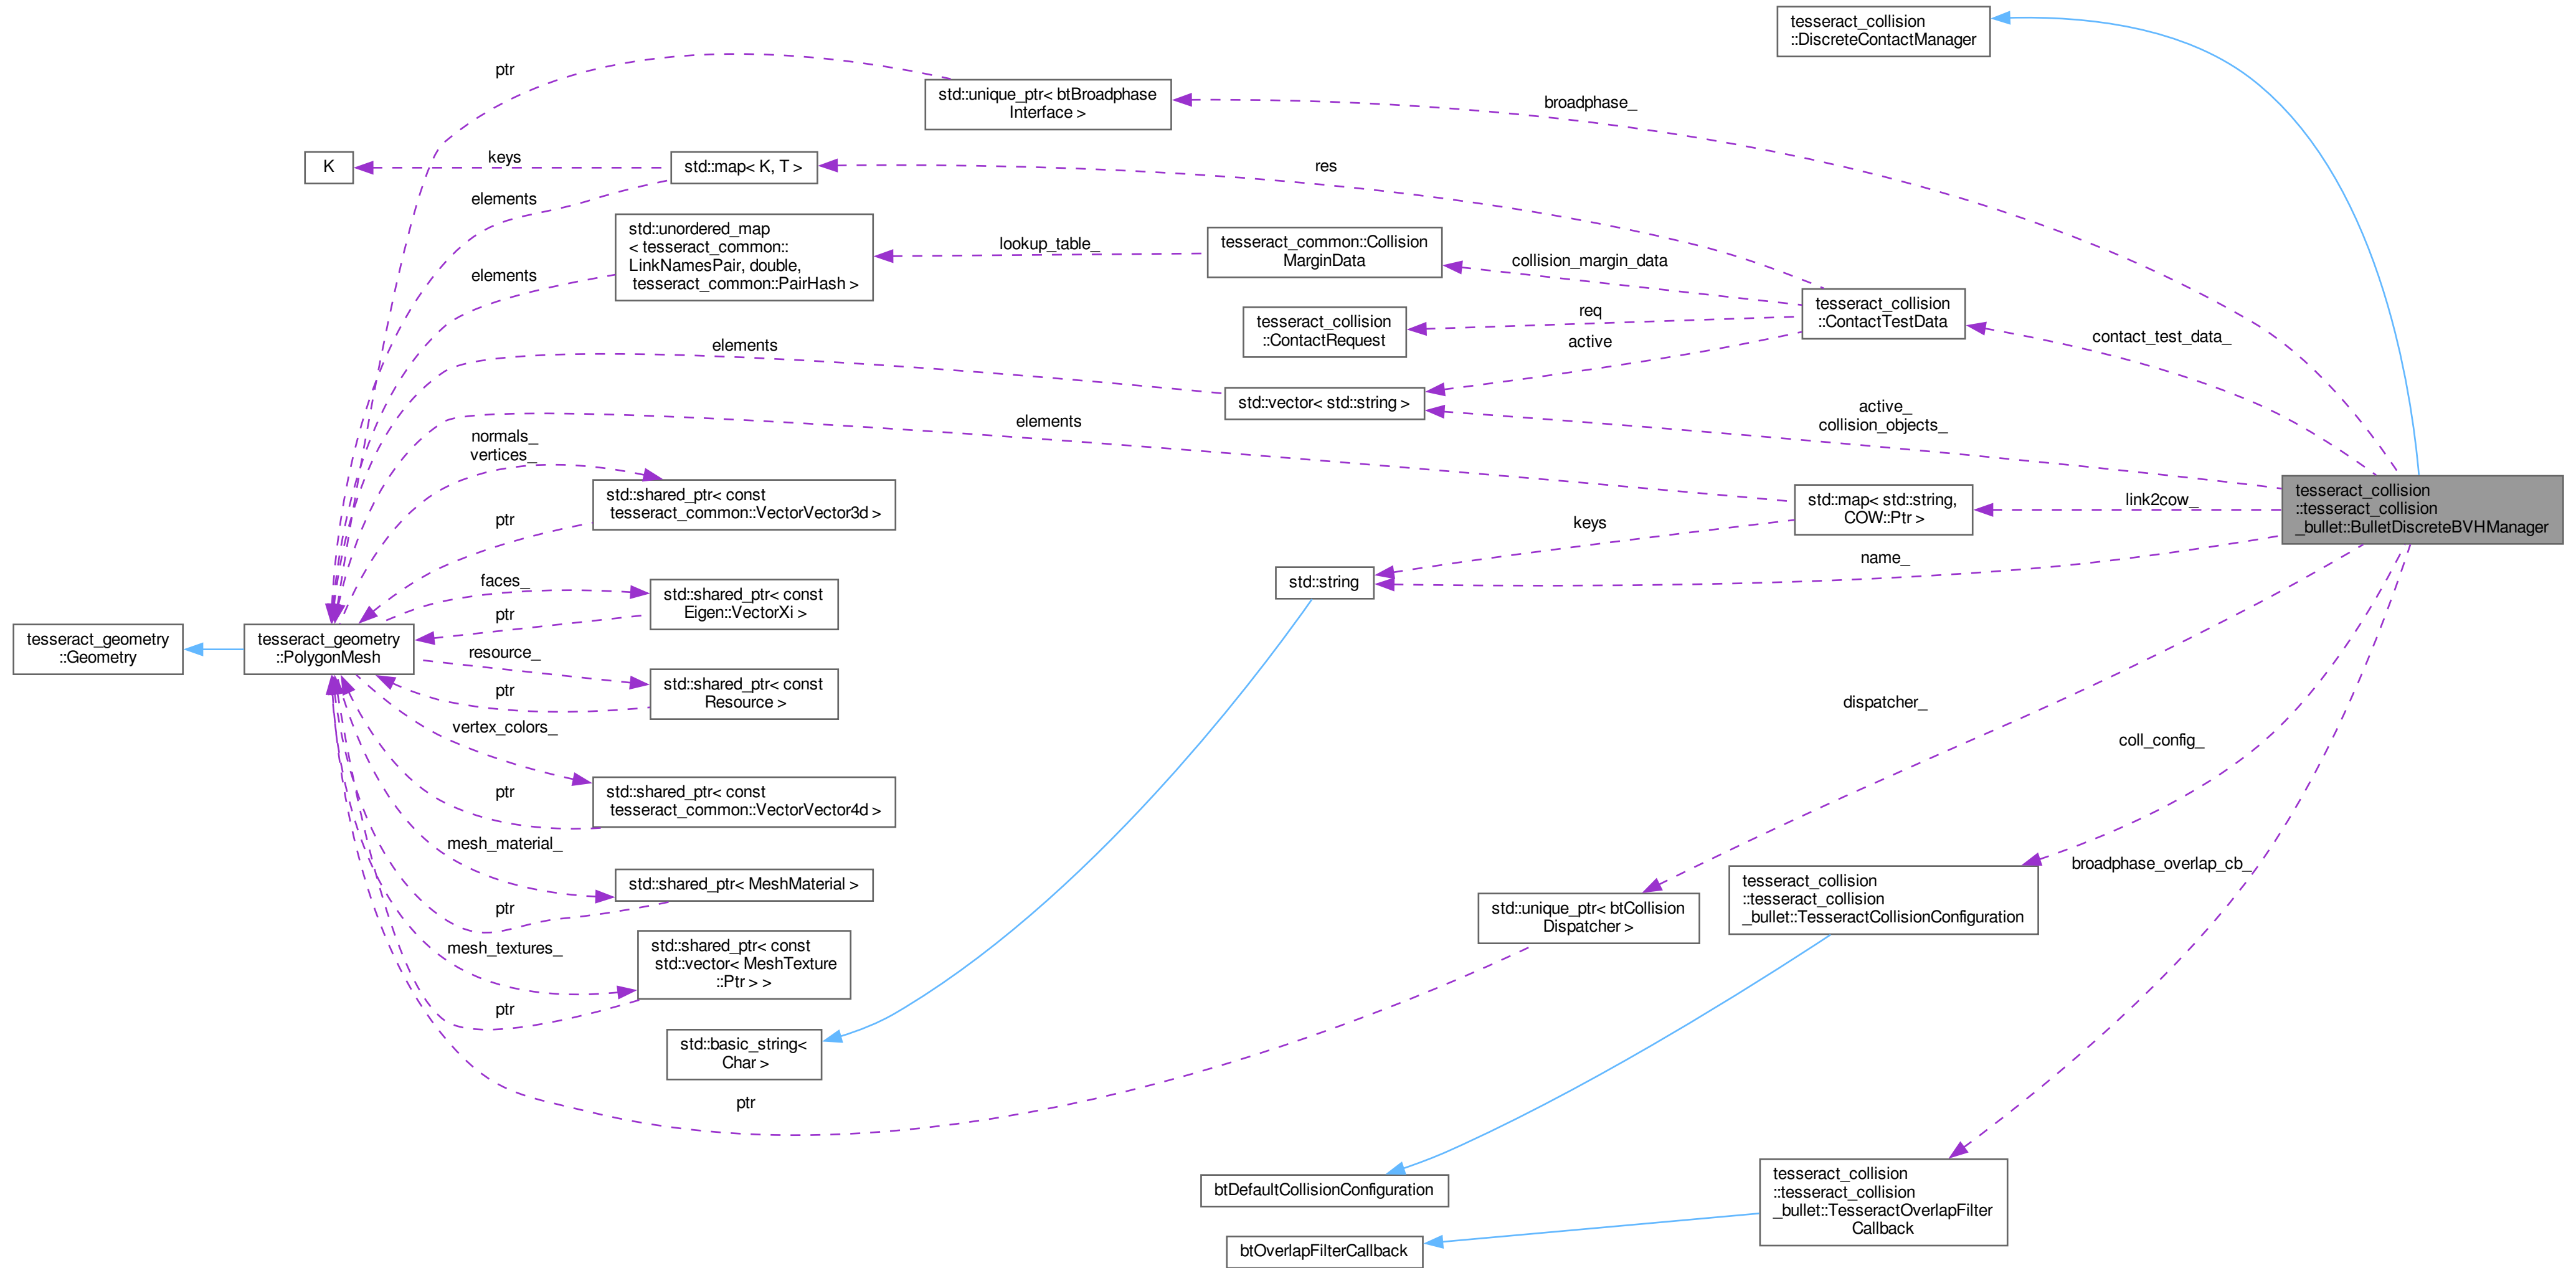 tesseract_collision
::DiscreteContactManager
ptr
std::unique_ptr< btBroadphase
Interface >
broadphase_
K
keys
std::map< K, T >
res
elements
std::unordered_map
< tesseract_common::
LinkNamesPair, double,
tesseract_common::PairHash >
lookup_table_
tesseract_common::Collision
MarginData
collision_margin_data
elements
tesseract_collision
::ContactRequest
req
tesseract_collision
::ContactTestData
contact_test_data_
active
elements
std::vector< std::string >
active_
collision_objects_
elements
normals_
vertices_
std::shared_ptr< const
tesseract_common::VectorVector3d >
ptr
std::map< std::string,
COW::Ptr >
link2cow_
tesseract_collision
::tesseract_collision
_bullet::BulletDiscreteBVHManager
keys
std::string
name_
faces_
std::shared_ptr< const
Eigen::VectorXi >
ptr
tesseract_geometry
::Geometry
tesseract_geometry
::PolygonMesh
resource_
std::shared_ptr< const
Resource >
ptr
vertex_colors_
dispatcher_
coll_config_
std::shared_ptr< const
tesseract_common::VectorVector4d >
ptr
mesh_material_
std::shared_ptr< MeshMaterial >
ptr
broadphase_overlap_cb_
tesseract_collision
::tesseract_collision
_bullet::TesseractCollisionConfiguration
std::unique_ptr< btCollision
Dispatcher >
mesh_textures_
std::shared_ptr< const
std::vector< MeshTexture
::Ptr > >
ptr
std::basic_string<
Char >
ptr
btDefaultCollisionConfiguration
tesseract_collision
::tesseract_collision
_bullet::TesseractOverlapFilter
Callback
btOverlapFilterCallback